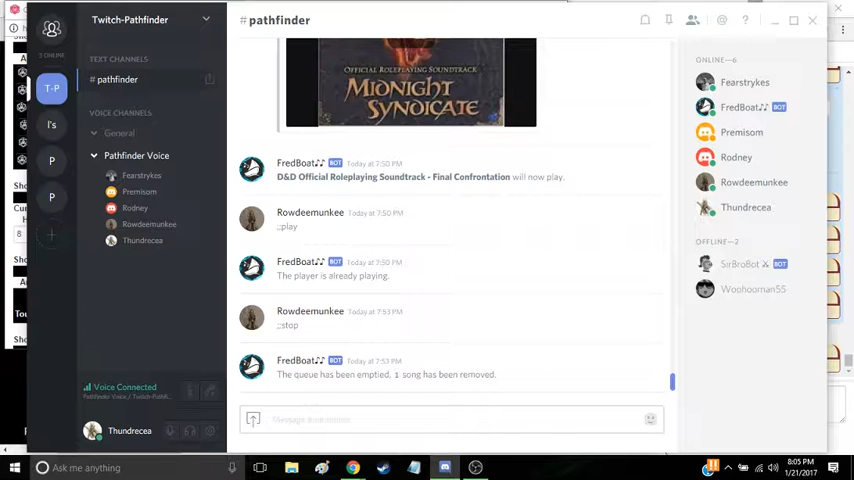 Twitch-Pathfinder
# pathfinder
2 ONLINE
TEXT CHANNELS
T-P
# pathfinder
I's
VOICE CHANNELS
General
P
Pathfinder Voice
Fearstrykes
Premisom
P
Rodney
Rowdeemunkee
Thundrecea
Voice Connected
Thundrecea
OFFICIAL ROLEPLAYING SOUNDTRACK
MIDNIGHT
SYNDICATE
FredBoat♪♪ BOT Today at 7:50 PM
D&D Official Roleplaying Soundtrack - Final Confrontation will now play.
Rowdeemunkee Today at 7:50 PM
;;play
FredBoat♪♪ BOT Today at 7:50 PM
The player is already playing.
Rowdeemunkee Today at 7:53 PM
;;stop
FredBoat♪♪ BOT Today at 7:53 PM
The queue has been emptied, 1 song has been removed.
ONLINE—6
Fearstrykes
FredBoat♪♪ BOT
Premisom
Rodney
Rowdeemunkee
Thundrecea
OFFLINE—2
SirBroBot ⚔ BOT
Woohooman55
8
Ask me anything
8:05 PM
1/21/2017